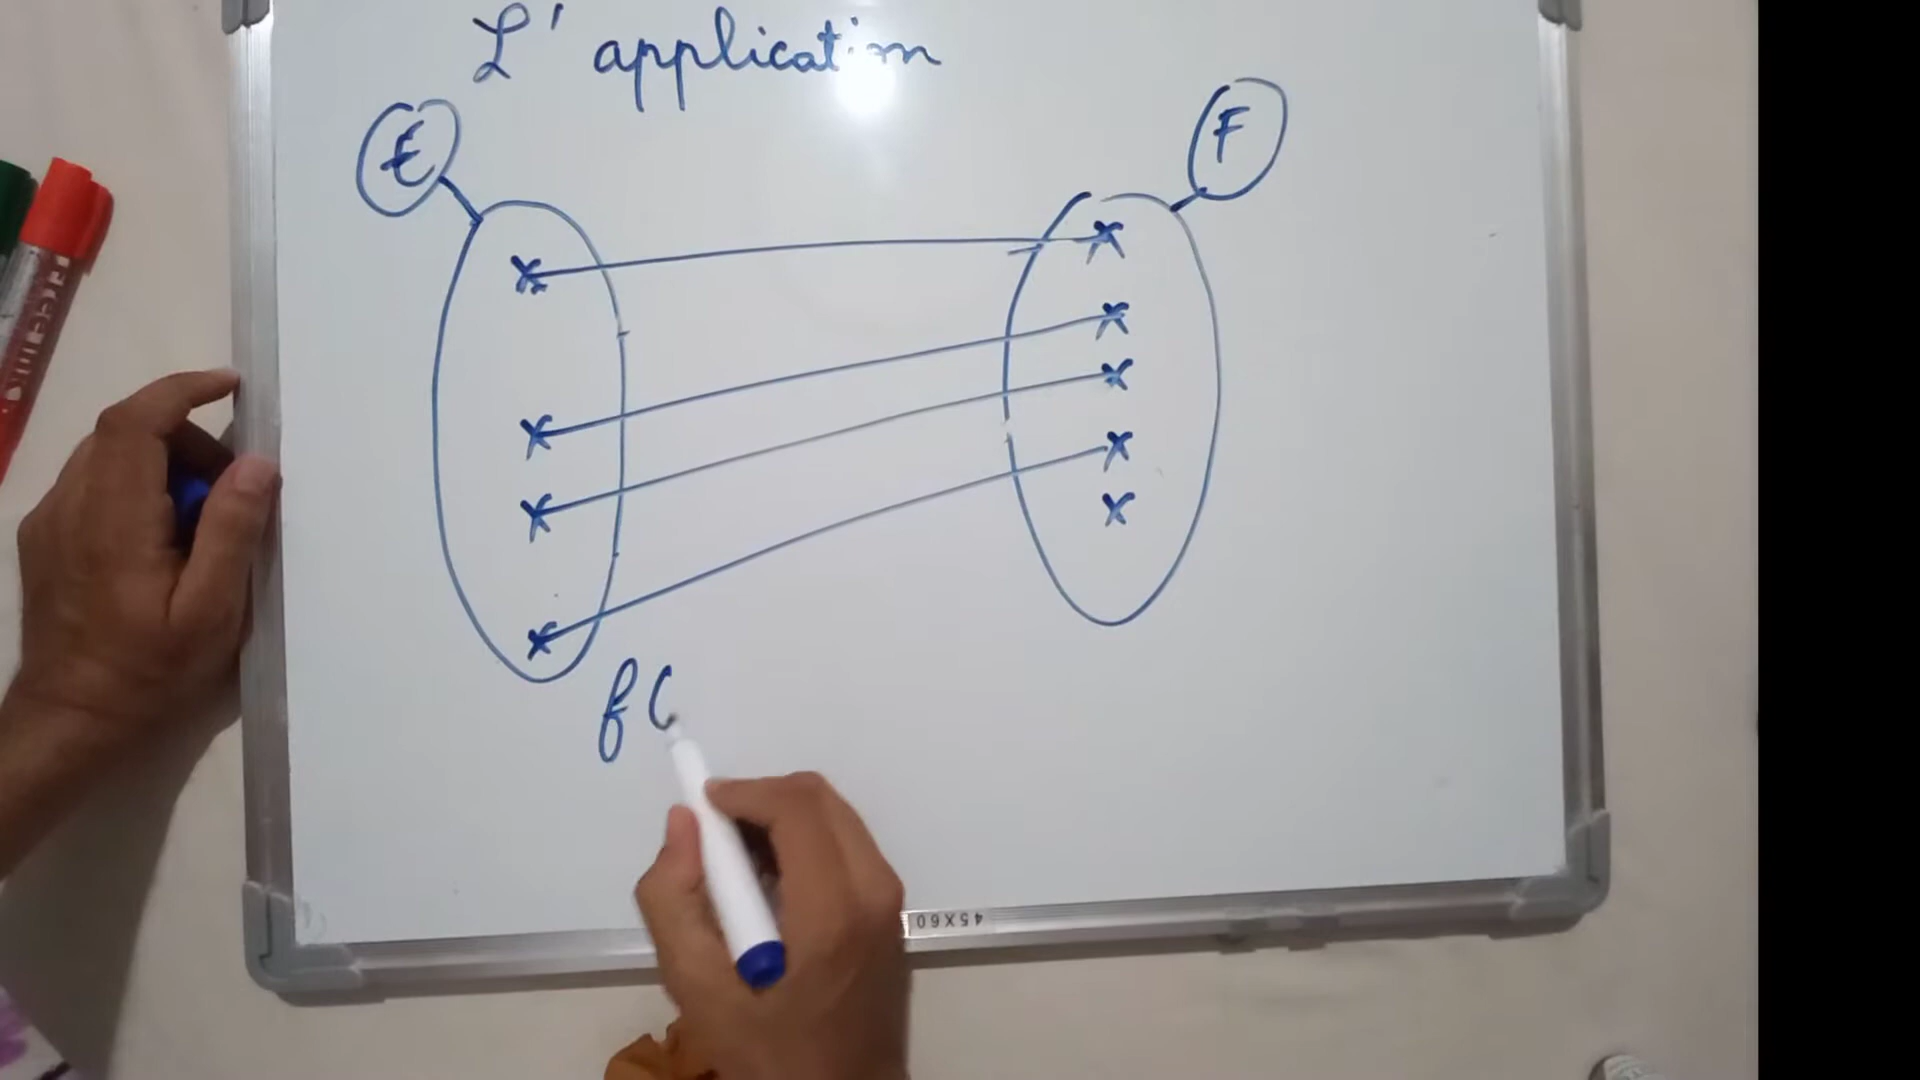 L' application
E
F
f (
45X60